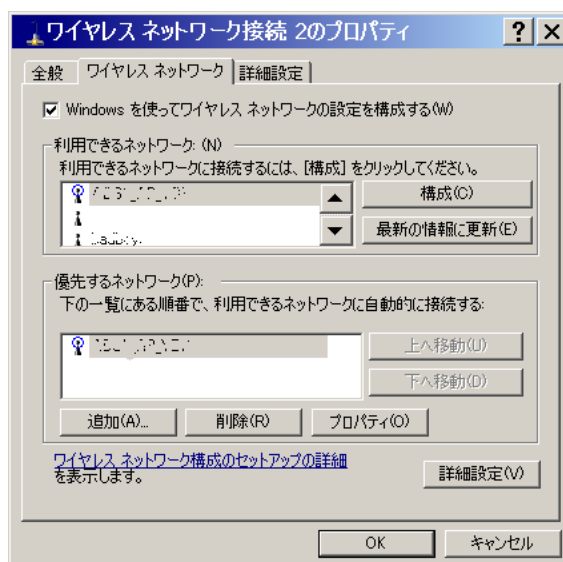 ワイヤレス ネットワーク接続 2のプロパティ
全般 ワイヤレス ネットワーク 詳細設定
Windows を使ってワイヤレス ネットワークの設定を構成する(W)
利用できるネットワーク: (N)
利用できるネットワークに接続するには、[構成] をクリックしてください。
構成(C)
最新の情報に更新(E)
優先するネットワーク(P):
下の一覧にある順番で、利用できるネットワークに自動的に接続する:
上へ移動(U)
下へ移動(D)
追加(A)... 削除(R) プロパティ(O)
ワイヤレス ネットワーク構成のセットアップの詳細
を表示します。
詳細設定(V)
OK キャンセル